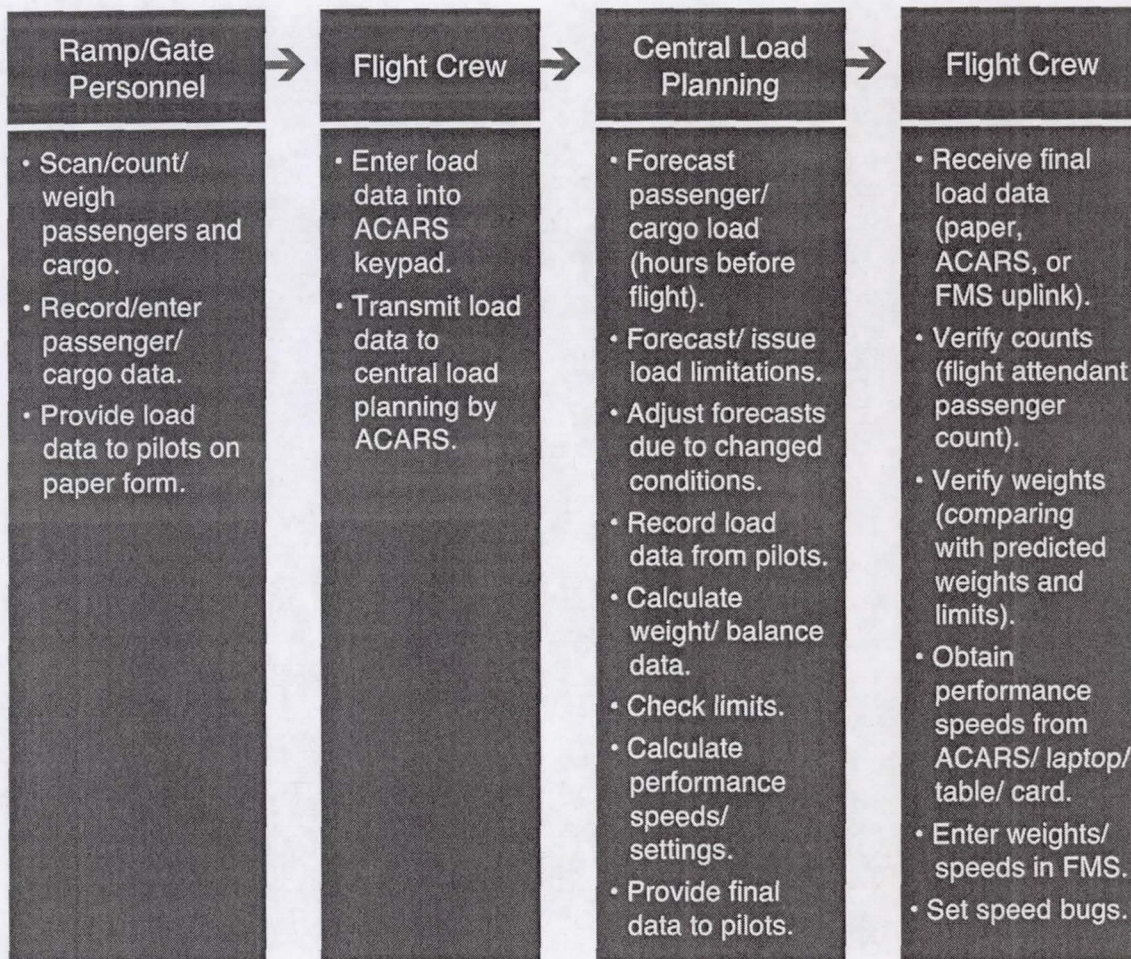 Ramp/Gate
Personnel
• Scan/count/
weigh
passengers and
cargo.
• Record/enter
passenger/
cargo data.
• Provide load
data to pilots on
paper form.
Flight Crew
• Enter load
data into
ACARS
keypad.
• Transmit load
data to
central load
planning by
ACARS.
Central Load
Planning
• Forecast
passenger/
cargo load
(hours before
flight).
• Forecast/ issue
load limitations.
• Adjust forecasts
due to changed
conditions.
• Record load
data from pilots.
• Calculate
weight/ balance
data.
• Check limits.
• Calculate
performance
speeds/
settings.
• Provide final
data to pilots.
Flight Crew
• Receive final
load data
(paper,
ACARS, or
FMS uplink).
• Verify counts
(flight attendant
passenger
count).
• Verify weights
(comparing
with predicted
weights and
limits).
• Obtain
performance
speeds from
ACARS/ laptop/
table/ card.
• Enter weights/
speeds in FMS.
• Set speed bugs.